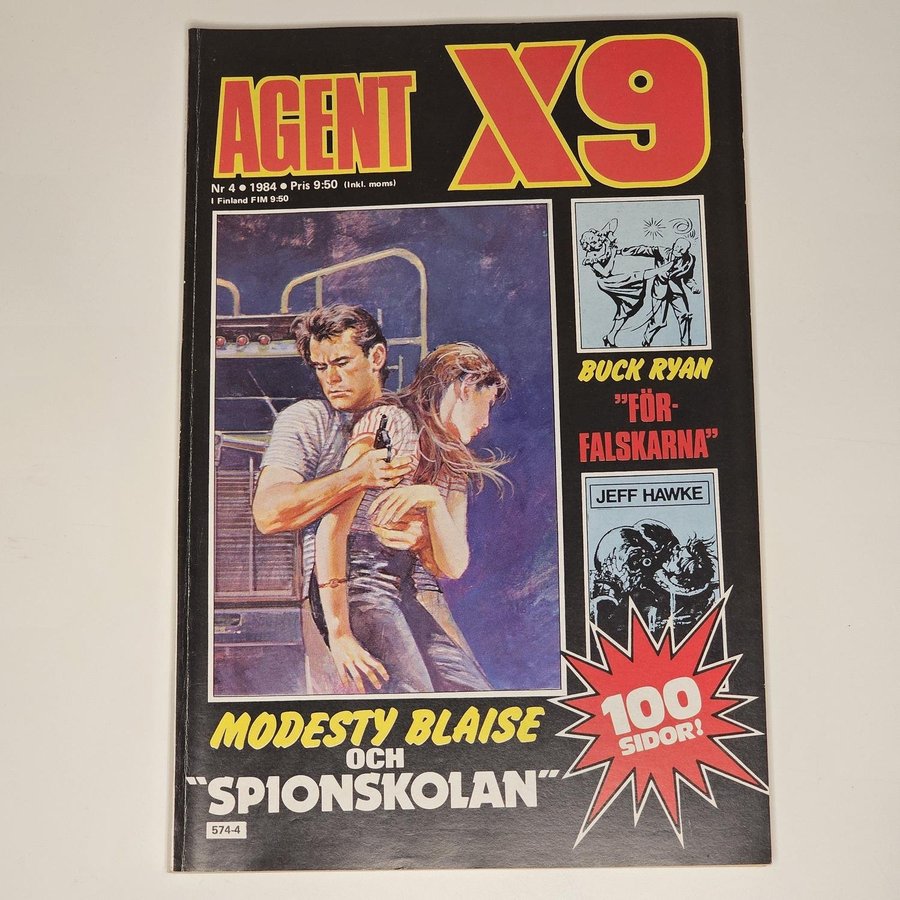 AGENT X9
Nr 4 • 1984 • Pris 9:50 (Inkl. moms)
I Finland FIM 9:50
BUCK RYAN
"FÖR-
FALSKARNA"
JEFF HAWKE
100
SIDOR!
MODESTY BLAISE
OCH
"SPIONSKOLAN"
574-4